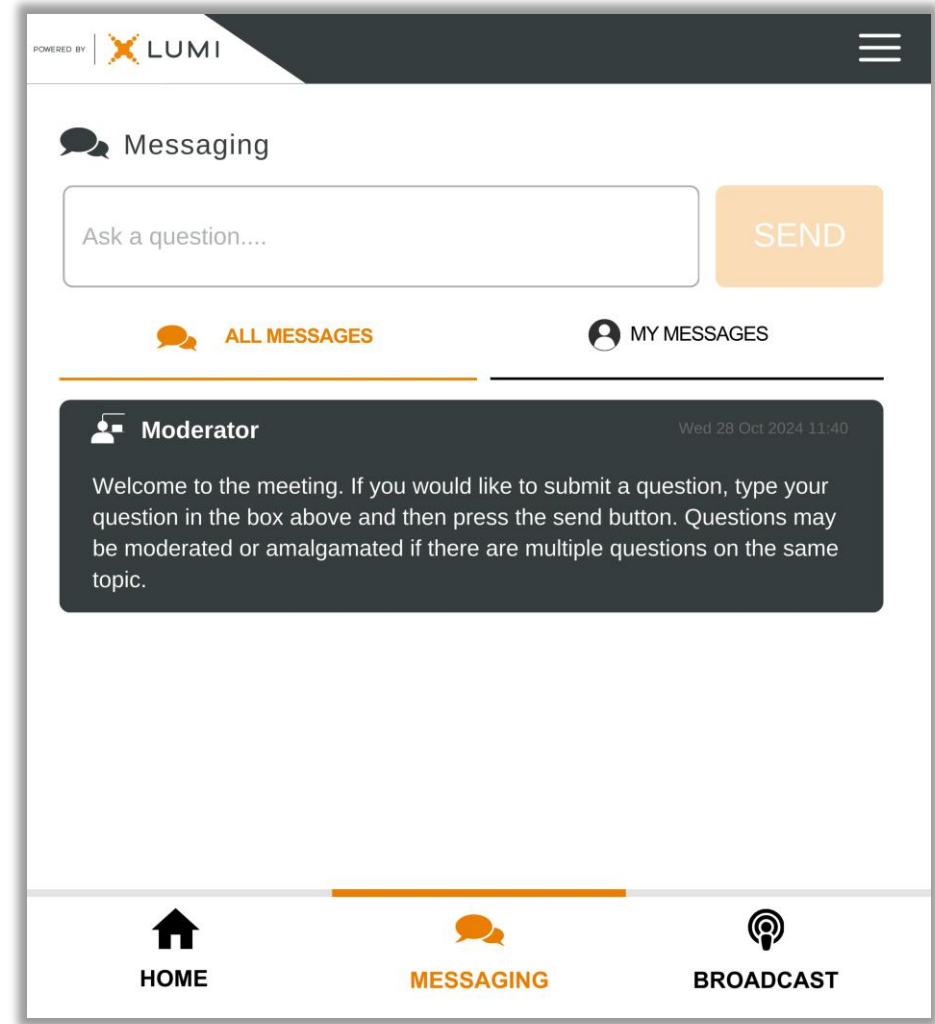 POWERED BY LUMI
Messaging
Ask a question....
SEND
ALL MESSAGES
MY MESSAGES
Moderator
Wed 28 Oct 2024 11:40
Welcome to the meeting. If you would like to submit a question, type your
question in the box above and then press the send button. Questions may
be moderated or amalgamated if there are multiple questions on the same
topic.
HOME
MESSAGING
BROADCAST